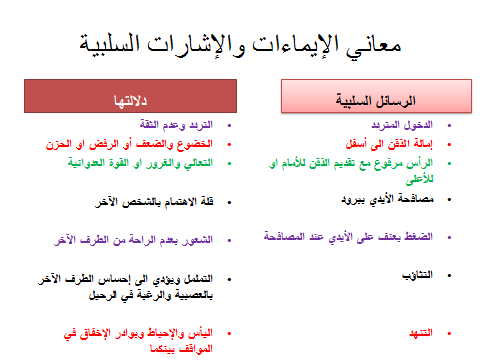 معاني الإيماءات والإشارات السلبية
الرسائل السلبية
• الدخول المتردد
• إمالة الذقن الى أسفل
• الرأس مرفوع مع تقديم الذقن للأمام او
للأعلى
• مصافحة الأيدي ببرود
• الضغط بعنف على الأيدي عند المصافحة
• التثاؤب
• التنهد
دلالتها
• التردد وعدم الثقة
• الخضوع والضعف أو الرفض او الحزن
• التعالي والغرور او القوة العدوانية
• قلة الاهتمام بالشخص الآخر
• الشعور بعدم الراحة من الطرف الآخر
• التململ ويؤدي الى إحساس الطرف الآخر
بالعصبية والرغبة في الرحيل
• اليأس والإحباط وبوادر الإخفاق في
المواقف بينكما